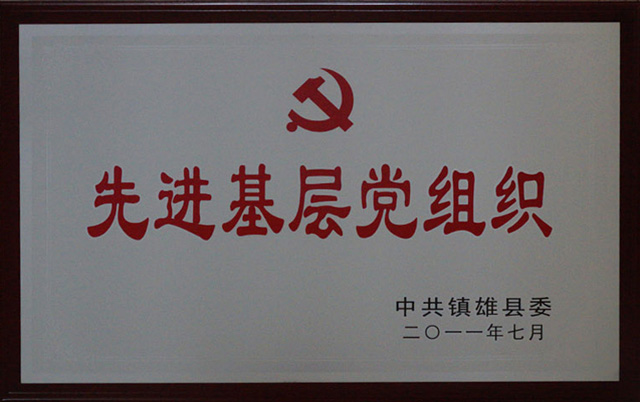 先进基层党组织
中共镇雄县委
二〇一一年七月